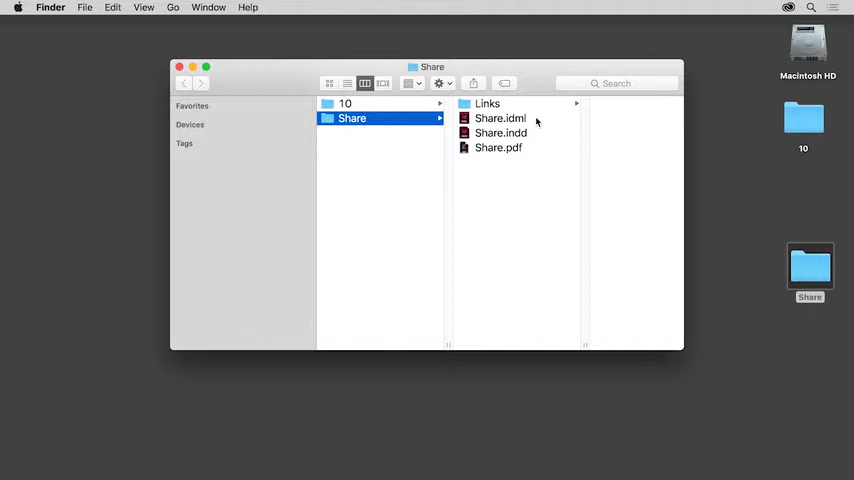 Finder File Edit View Go Window Help
Share
Search
Macintosh HD
10
Share
Favorites
Devices
Tags
10
Share
Links
Share.idml
Share.indd
Share.pdf